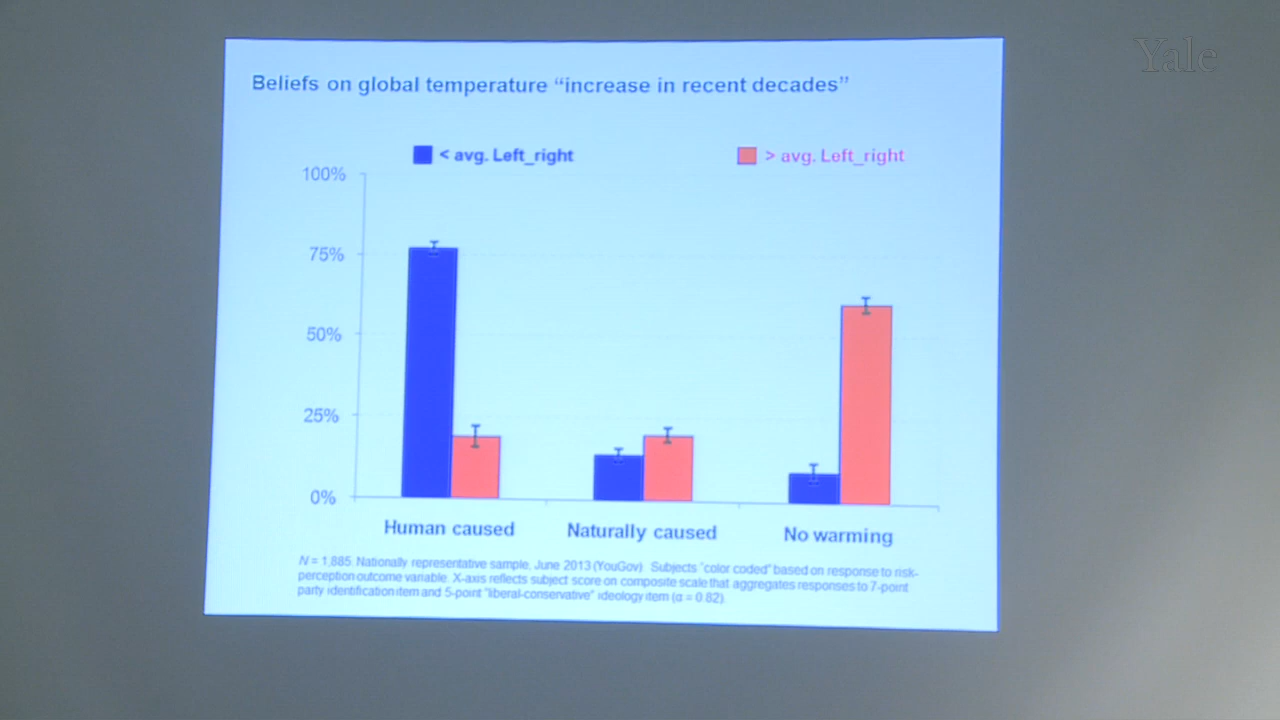 Yale
Beliefs on global temperature “increase in recent decades”
< avg. Left_right
> avg. Left_right
100%
75%
50%
25%
0%
Human caused
Naturally caused
No warming
N = 1,885. Nationally representative sample, June 2013 (YouGov). Subjects “color coded” based on response to risk-
perception outcome variable. X-axis reflects subject score on composite scale that aggregates responses to 7-point
party identification item and 5-point “liberal-conservative” ideology item (α = 0.82).